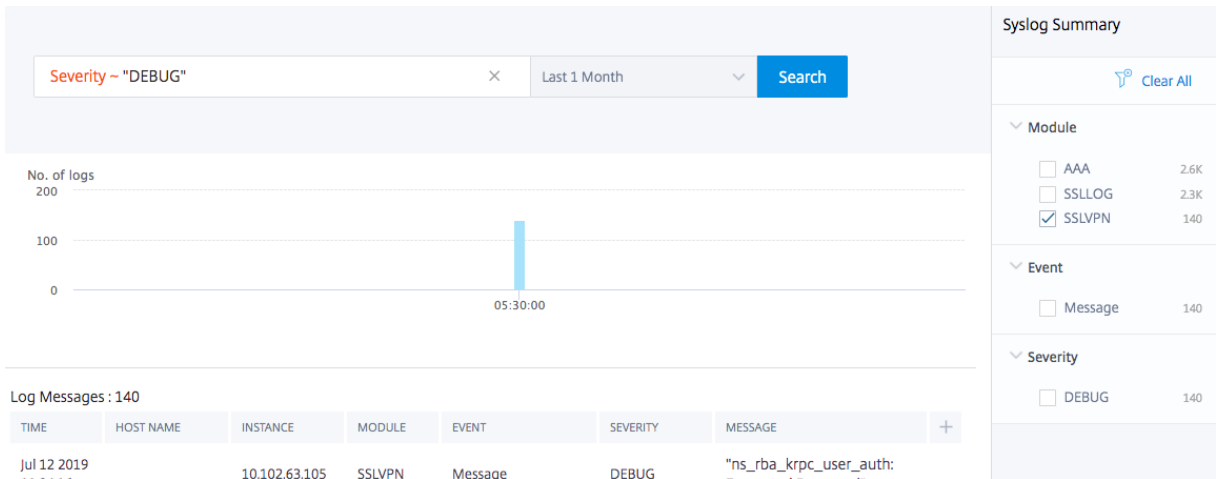 Severity ~ "DEBUG"
Last 1 Month
Search
No. of logs
200
100
0
05:30:00
Log Messages : 140
TIME HOST NAME INSTANCE MODULE EVENT SEVERITY MESSAGE
Jul 12 2019
10.102.63.105 SSLVPN Message DEBUG "ns_rba_krpc_user_auth:
Syslog Summary
Clear All
Module
AAA 2.6K
SSLLOG 2.3K
SSLVPN 140
Event
Message 140
Severity
DEBUG 140